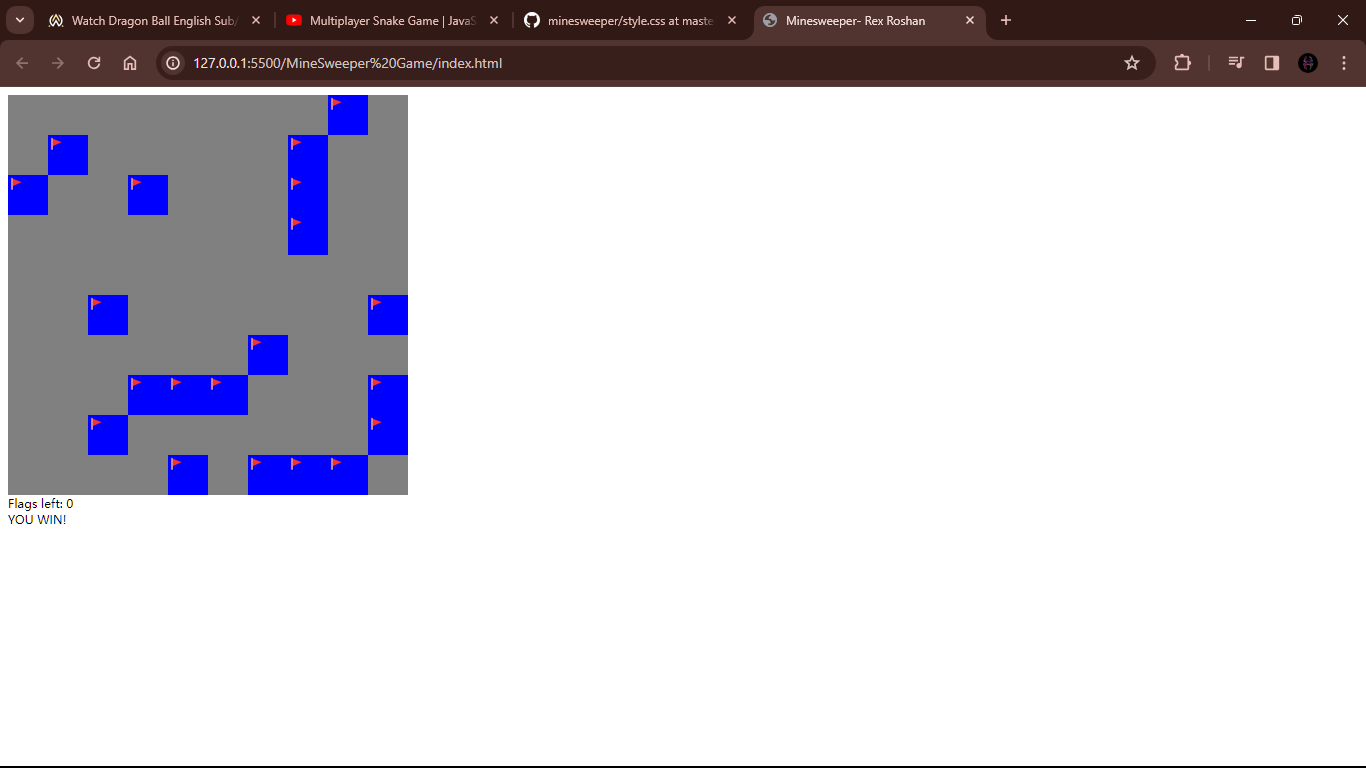 Watch Dragon Ball English Sub/
Multiplayer Snake Game | JavaS
minesweeper/style.css at maste
Minesweeper- Rex Roshan
127.0.0.1:5500/MineSweeper%20Game/index.html
Flags left: 0
YOU WIN!